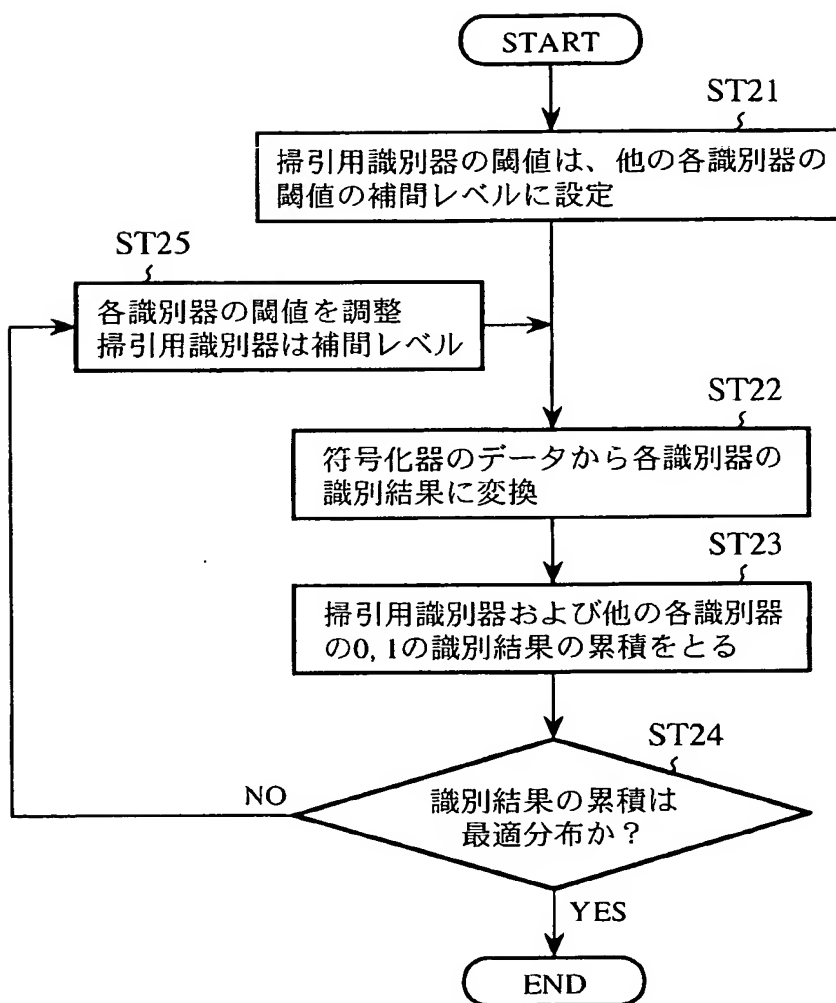 START
ST21
掃引用識別器の閾値は、他の各識別器の
閾値の補間レベルに設定
ST25
各識別器の閾値を調整
掃引用識別器は補間レベル
ST22
符号化器のデータから各識別器の
識別結果に変換
ST23
掃引用識別器および他の各識別器
の0, 1の識別結果の累積をとる
ST24
識別結果の累積は
最適分布か？
NO
YES
END